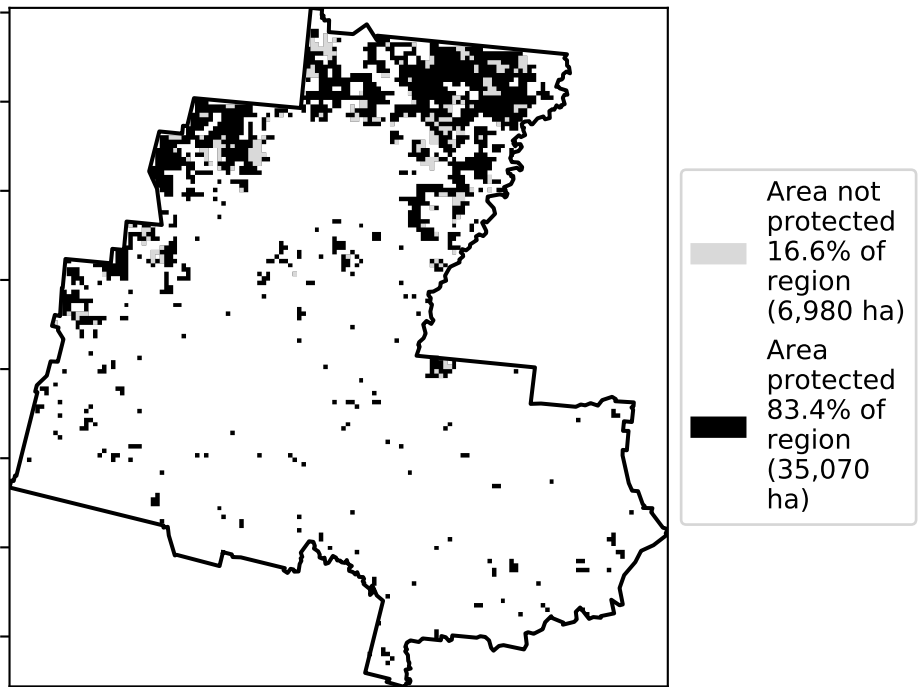 Area not
protected
16.6% of
region
(6,980 ha)
Area
protected
83.4% of
region
(35,070
ha)